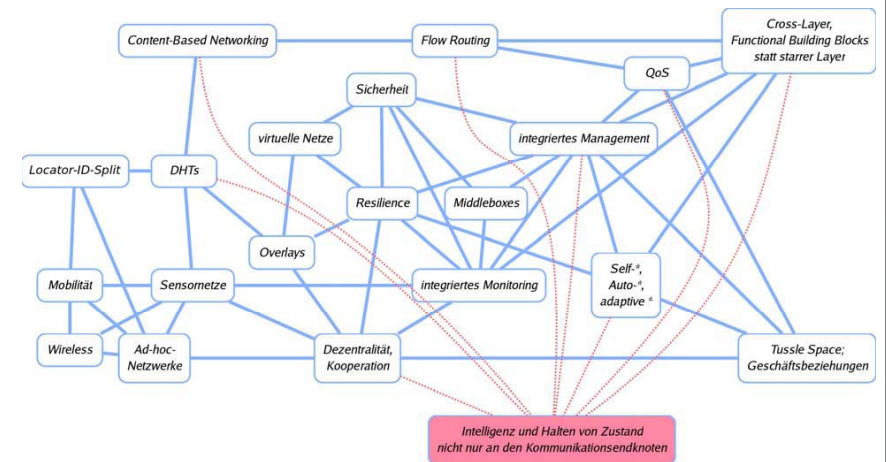 Cross-Layer,
Functional Building Blocks
statt starrer Layer
Content-Based Networking
Flow Routing
QoS
Sicherheit
virtuelle Netze
integriertes Management
Locator-ID-Split
DHTs
Resilience
Middleboxes
Overlays
Self-*,
Auto-*,
adaptive *
Mobilität
Sensornetze
integriertes Monitoring
Wireless
Ad-hoc-
Netzwerke
Dezentralität,
Kooperation
Tussle Space;
Geschäftsbeziehungen
Intelligenz und Halten von Zustand
nicht nur an den Kommunikationsendknoten